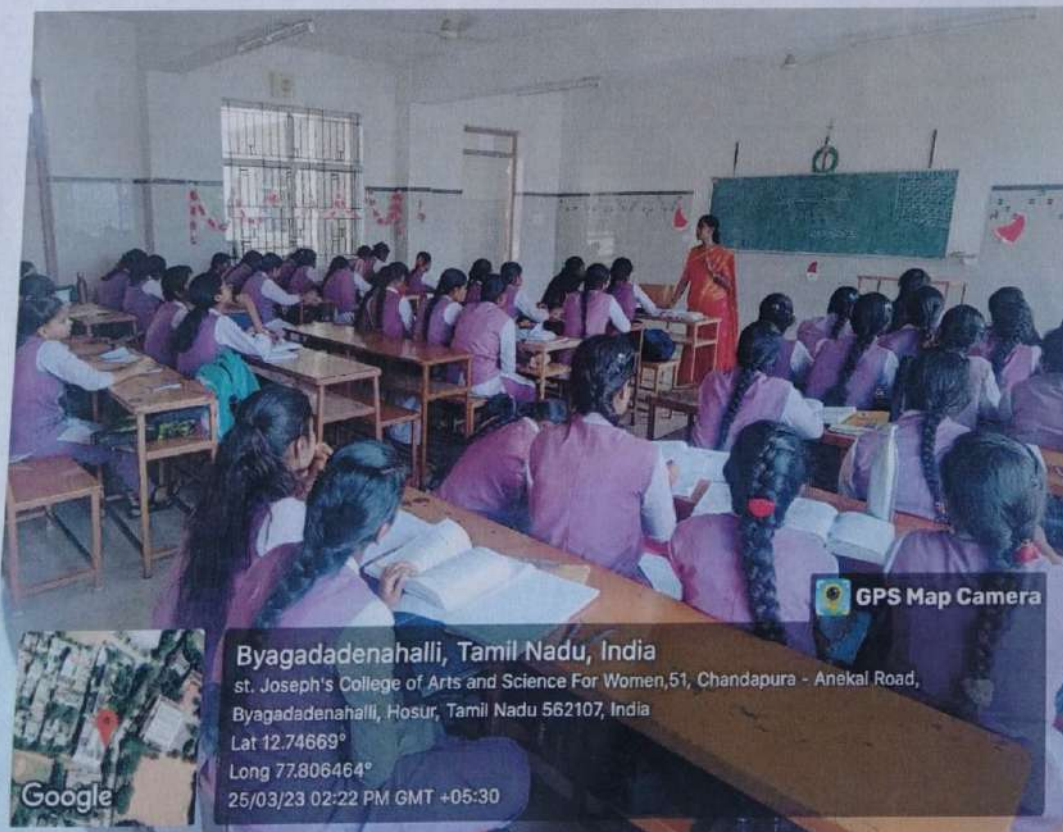 GPS Map Camera
Byagadadenahalli, Tamil Nadu, India
st. Joseph's College of Arts and Science For Women,51, Chandapura - Anekal Road,
Byagadadenahalli, Hosur, Tamil Nadu 562107, India
Lat 12.74669°
Long 77.806464°
25/03/23 02:22 PM GMT +05:30
Google